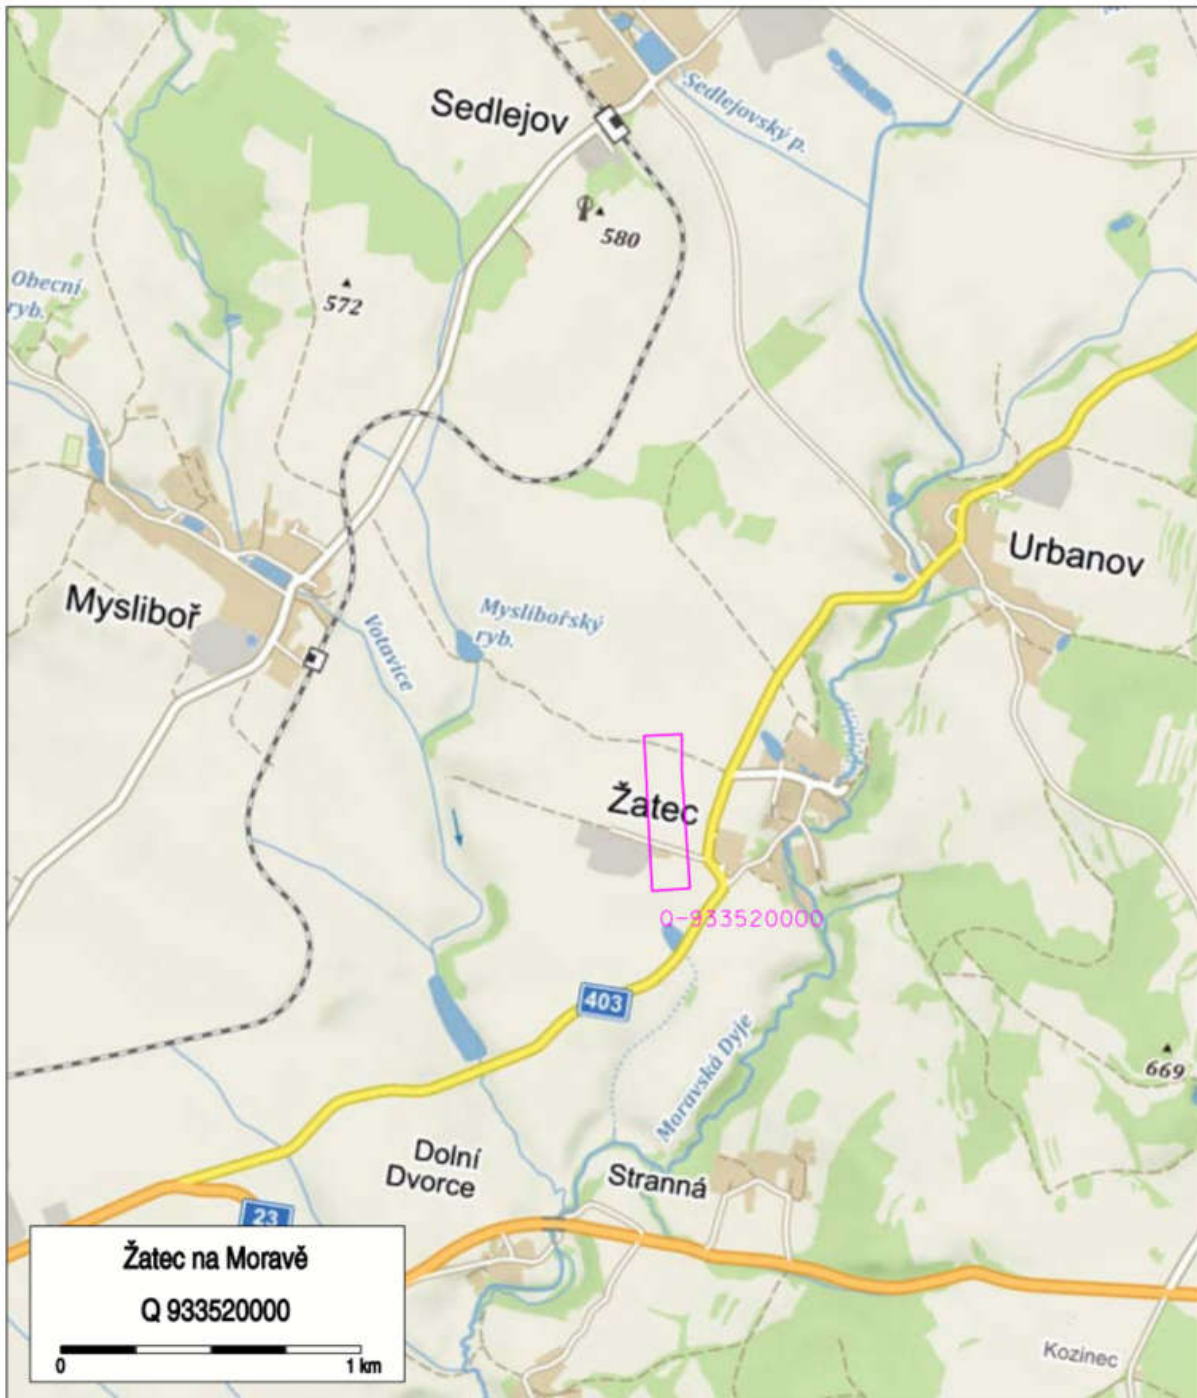 Sedlejov
Sedlejovský p.
580
572
Obecní
ryb.
Urbanov
Mysliboř
Myslibořský
ryb.
Votavice
Žatec
Q-933520000
403
Moravská Dyje
669
Dolní
Dvorce
Stranná
23
Žatec na Moravě
Q 933520000
0
1 km
Kozinec